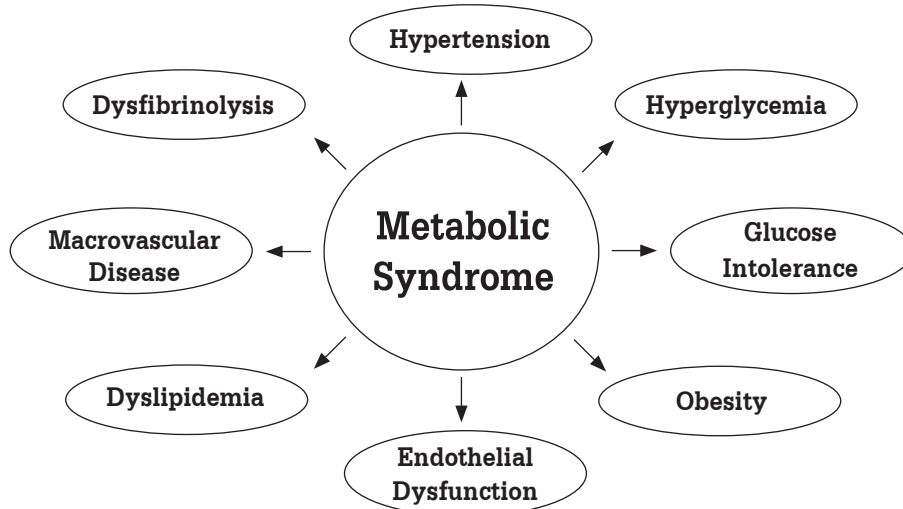 Hypertension
Dysfibrinolysis
Hyperglycemia
Metabolic
Syndrome
Macrovascular
Disease
Glucose
Intolerance
Dyslipidemia
Obesity
Endothelial
Dysfunction